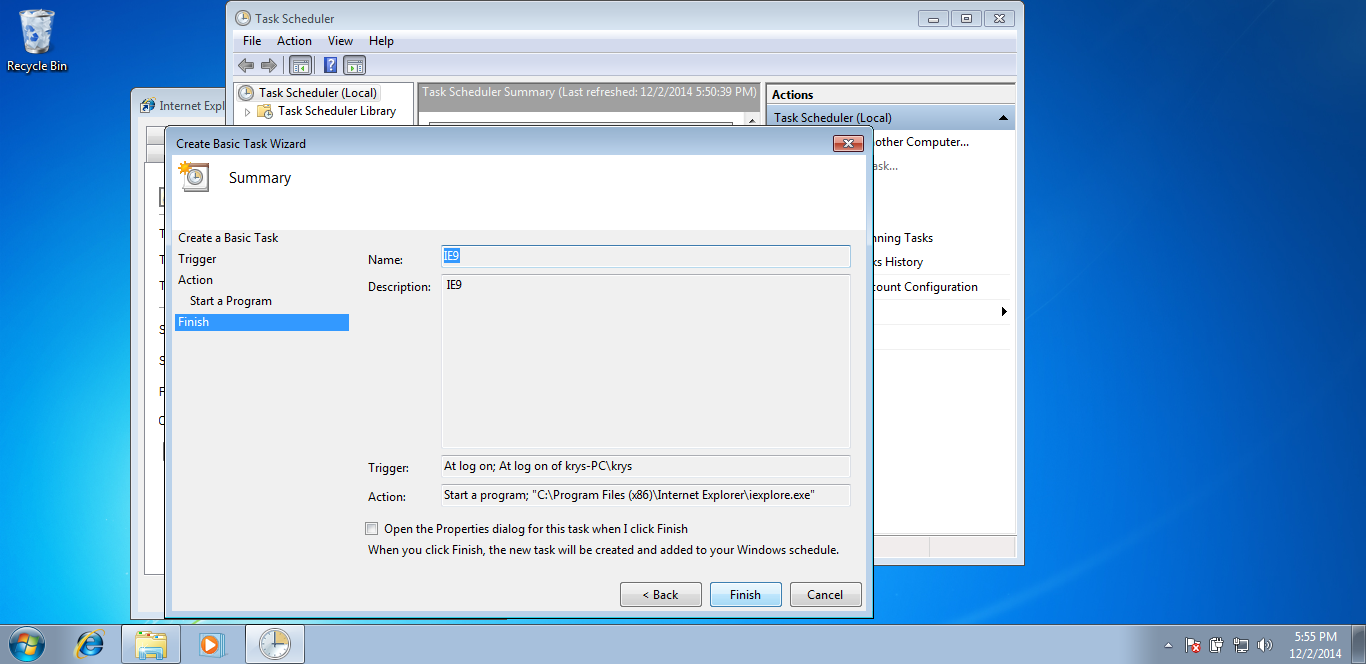 Recycle Bin
Task Scheduler
File Action View Help
Internet Expl
Task Scheduler (Local)
Task Scheduler Library
Task Scheduler Summary (Last refreshed: 12/2/2014 5:50:39 PM)
Actions
Task Scheduler (Local)
other Computer...
ask...
nning Tasks
ks History
count Configuration
Create Basic Task Wizard
Summary
Create a Basic Task
Trigger
Action
Start a Program
Finish
Name: IE9
Description: IE9
Trigger: At log on; At log on of krys-PC\krys
Action: Start a program; "C:\Program Files (x86)\Internet Explorer\iexplore.exe"
Open the Properties dialog for this task when I click Finish
When you click Finish, the new task will be created and added to your Windows schedule.
< Back Finish Cancel
5:55 PM
12/2/2014